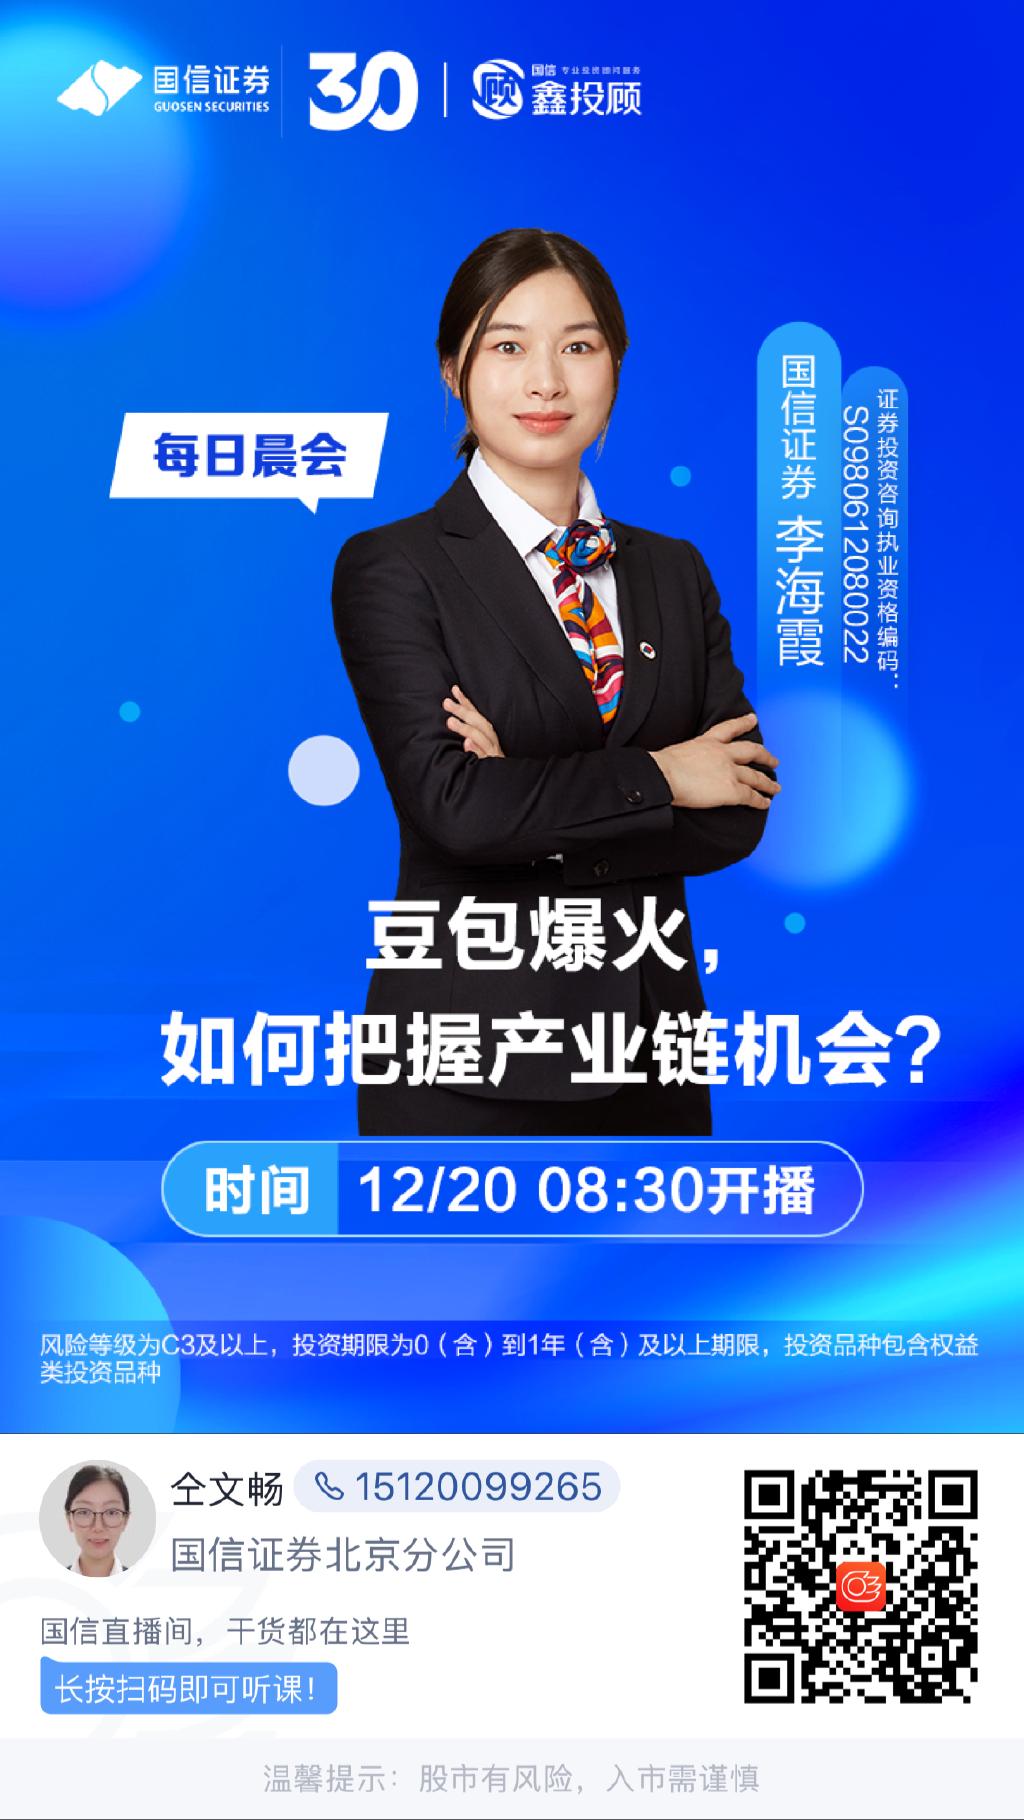 国信证券
GUOSEN SECURITIES
30
顾
国信 专业投资顾问服务
鑫投顾
每日晨会
国信证券 李海霞
证券投资咨询执业资格编码：
S0980612080022
豆包爆火，
如何把握产业链机会？
时间 12/20 08:30开播
风险等级为C3及以上，投资期限为0（含）到1年（含）及以上期限，投资品种包含权益
类投资品种
仝文畅 15120099265
国信证券北京分公司
国信直播间，干货都在这里
长按扫码即可听课！
温馨提示：股市有风险，入市需谨慎